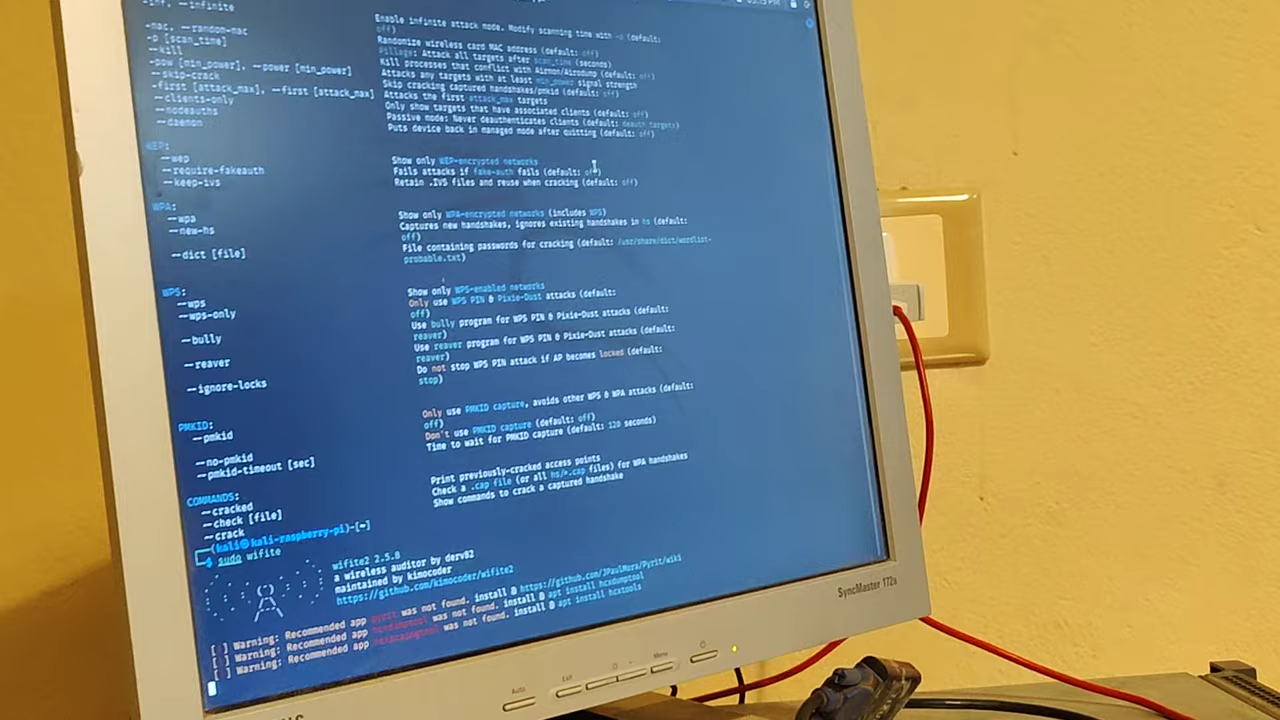 -inf, --infinite Enable infinite attack mode. Modify scanning time with -p (default:
off)
-mac, --random-mac Randomize wireless card MAC address (default: off)
-p [scan_time] Pillage: Attack all targets after scan_time (seconds)
--kill Kill processes that conflict with Airmon/Airodump (default: off)
-pow [min_power], --power [min_power] Attacks any targets with at least min_power signal strength
--skip-crack Skip cracking captured handshakes/pmkid (default: off)
-first [attack_max], --first [attack_max] Attacks the first attack_max targets
--clients-only Only show targets that have associated clients (default: off)
--nodeauths Passive mode: Never deauthenticates clients (default: deauth targets)
--daemon Puts device back in managed mode after quitting (default: off)
WEP:
--wep Show only WEP-encrypted networks
--require-fakeauth Fails attacks if fake-auth fails (default: off)
--keep-ivs Retain .IVS files and reuse when cracking (default: off)
WPA:
--wpa Show only WPA-encrypted networks (includes WPS)
--new-hs Captures new handshakes, ignores existing handshakes in hs (default:
off)
--dict [file] File containing passwords for cracking (default: /usr/share/dict/wordlist-
probable.txt)
WPS:
--wps Show only WPS-enabled networks
--wps-only Only use WPS PIN & Pixie-Dust attacks (default:
off)
--bully Use bully program for WPS PIN & Pixie-Dust attacks (default:
reaver)
--reaver Use reaver program for WPS PIN & Pixie-Dust attacks (default:
reaver)
--ignore-locks Do not stop WPS PIN attack if AP becomes locked (default:
stop)
PMKID:
--pmkid Only use PMKID capture, avoids other WPS & WPA attacks (default:
off)
--no-pmkid Don't use PMKID capture (default: off)
--pmkid-timeout [sec] Time to wait for PMKID capture (default: 120 seconds)
COMMANDS:
--cracked Print previously-cracked access points
--check [file] Check a .cap file (or all hs/*.cap files) for WPA handshakes
--crack Show commands to crack a captured handshake
(kali㉿kali-raspberry-pi)-[~]
sudo wifite
wifite2 2.5.8
a wireless auditor by derv82
maintained by kimocoder
https://github.com/kimocoder/wifite2
[ ] Warning: Recommended app pyrit was not found. install @ https://github.com/JPaulMora/Pyrit/wiki
[ ] Warning: Recommended app hcxdumptool was not found. install @ apt install hcxdumptool
[ ] Warning: Recommended app hcxpcapngtool was not found. install @ apt install hcxtools
SyncMaster 172s
Auto Exit Menu